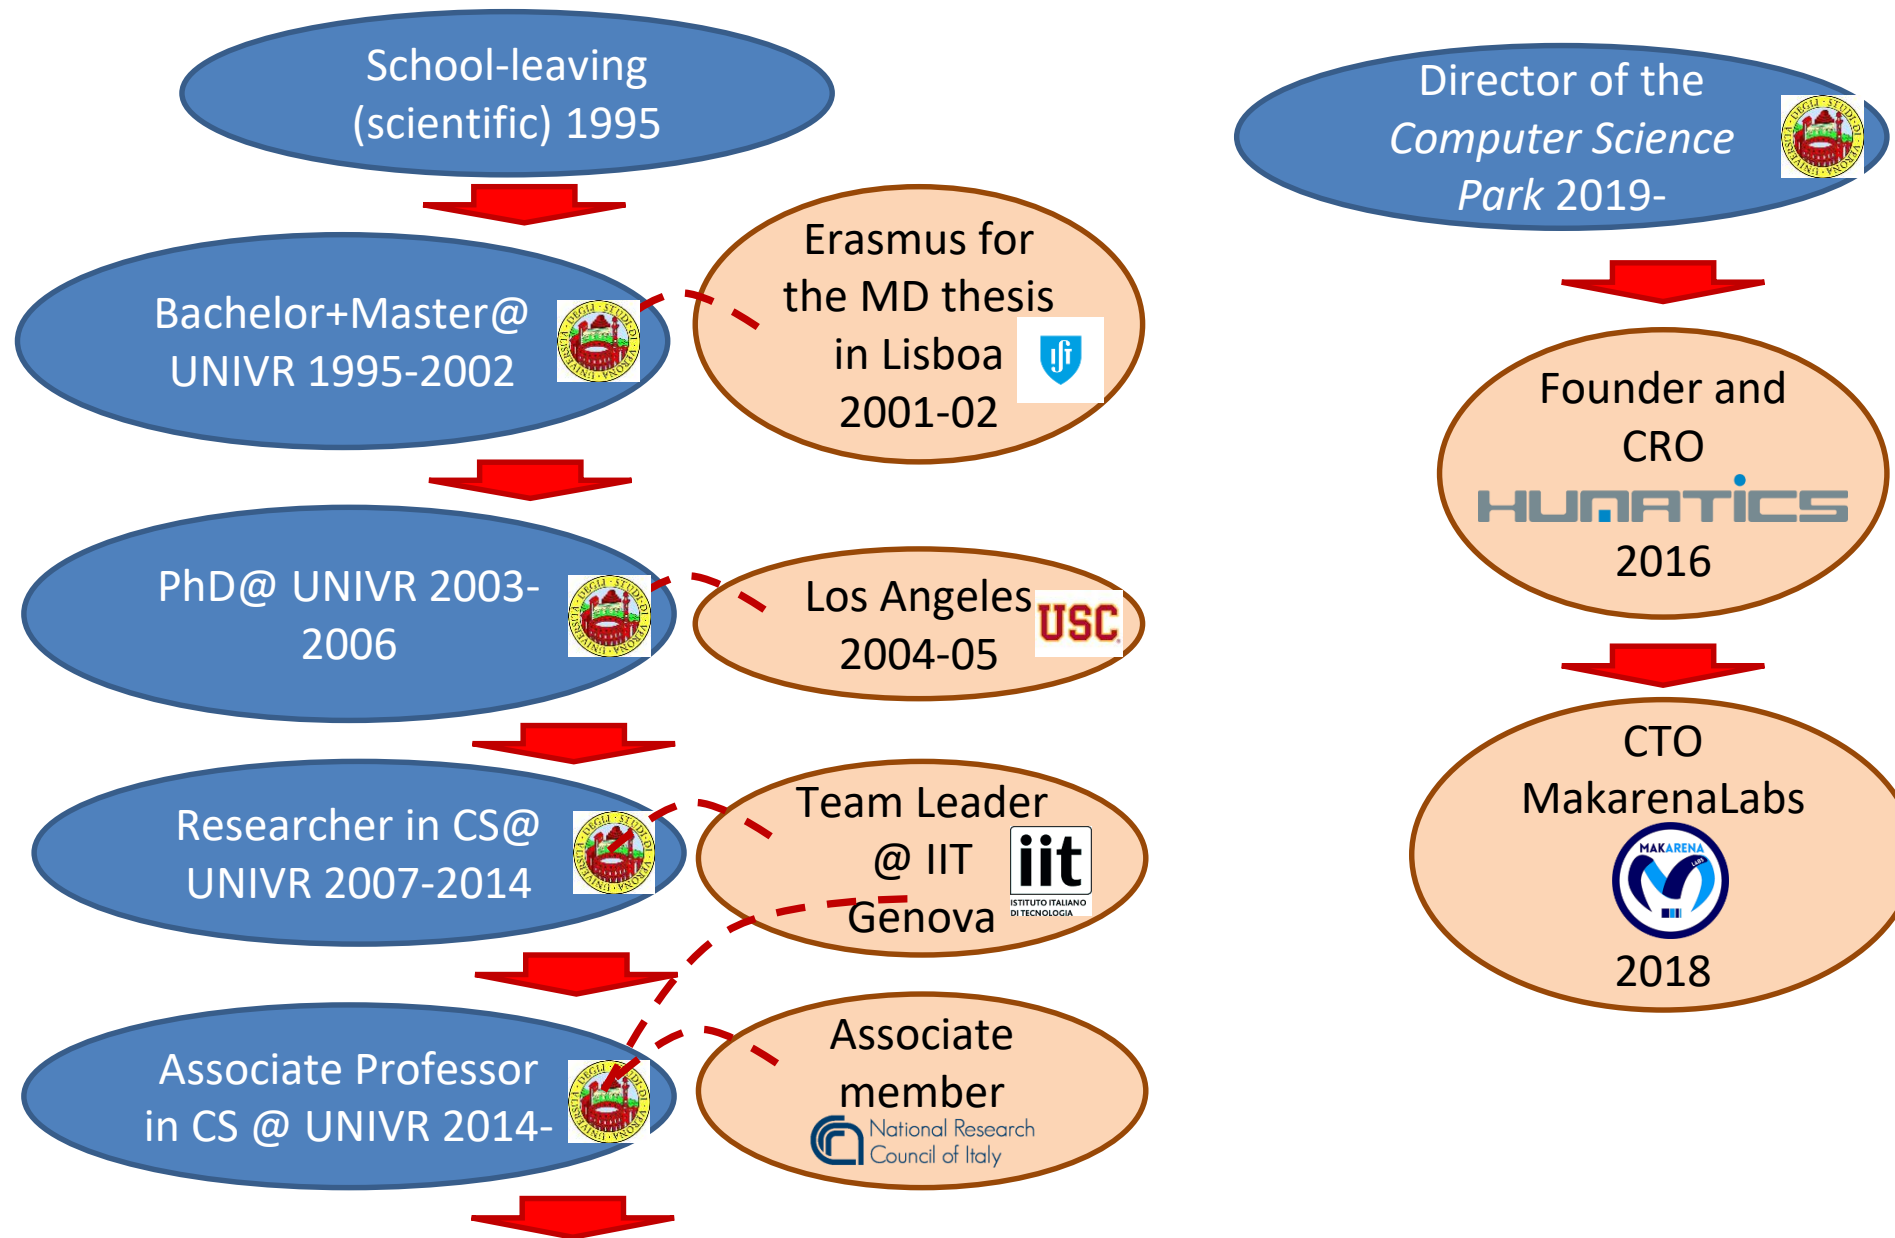 School-leaving
(scientific) 1995
Bachelor+Master@
UNIVR 1995-2002
Erasmus for
the MD thesis
in Lisboa
2001-02
PhD@ UNIVR 2003-
2006
Los Angeles
2004-05
USC
Researcher in CS@
UNIVR 2007-2014
Team Leader
@ IIT
Genova
iit
ISTITUTO ITALIANO
DI TECNOLOGIA
Associate Professor
in CS @ UNIVR 2014-
Associate
member
National Research
Council of Italy
Director of the
Computer Science
Park 2019-
Founder and
CRO
HUMATICS
2016
CTO
MakarenaLabs
MAKARENA
LABS
2018